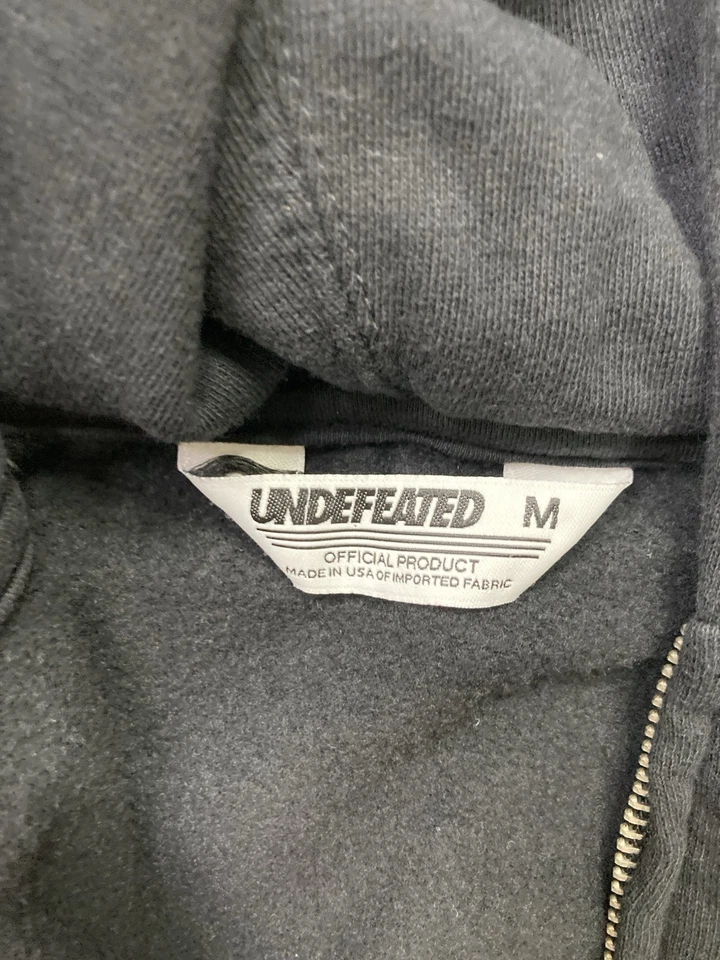 UNDEFEATED M
OFFICIAL PRODUCT
MADE IN USA OF IMPORTED FABRIC